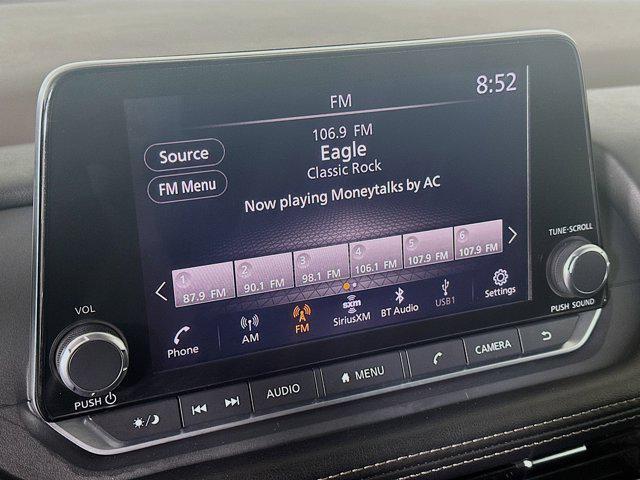 FM
8:52
106.9 FM
Eagle
Classic Rock
Source
FM Menu
Now playing Moneytalks by AC
1 2 3 4 5 6
87.9 FM 90.1 FM 98.1 FM 106.1 FM 107.9 FM 107.9 FM
Phone
AM
FM
sxm
SiriusXM
BT Audio
USB1
Settings
VOL
PUSH
TUNE·SCROLL
PUSH SOUND
AUDIO
MENU
CAMERA